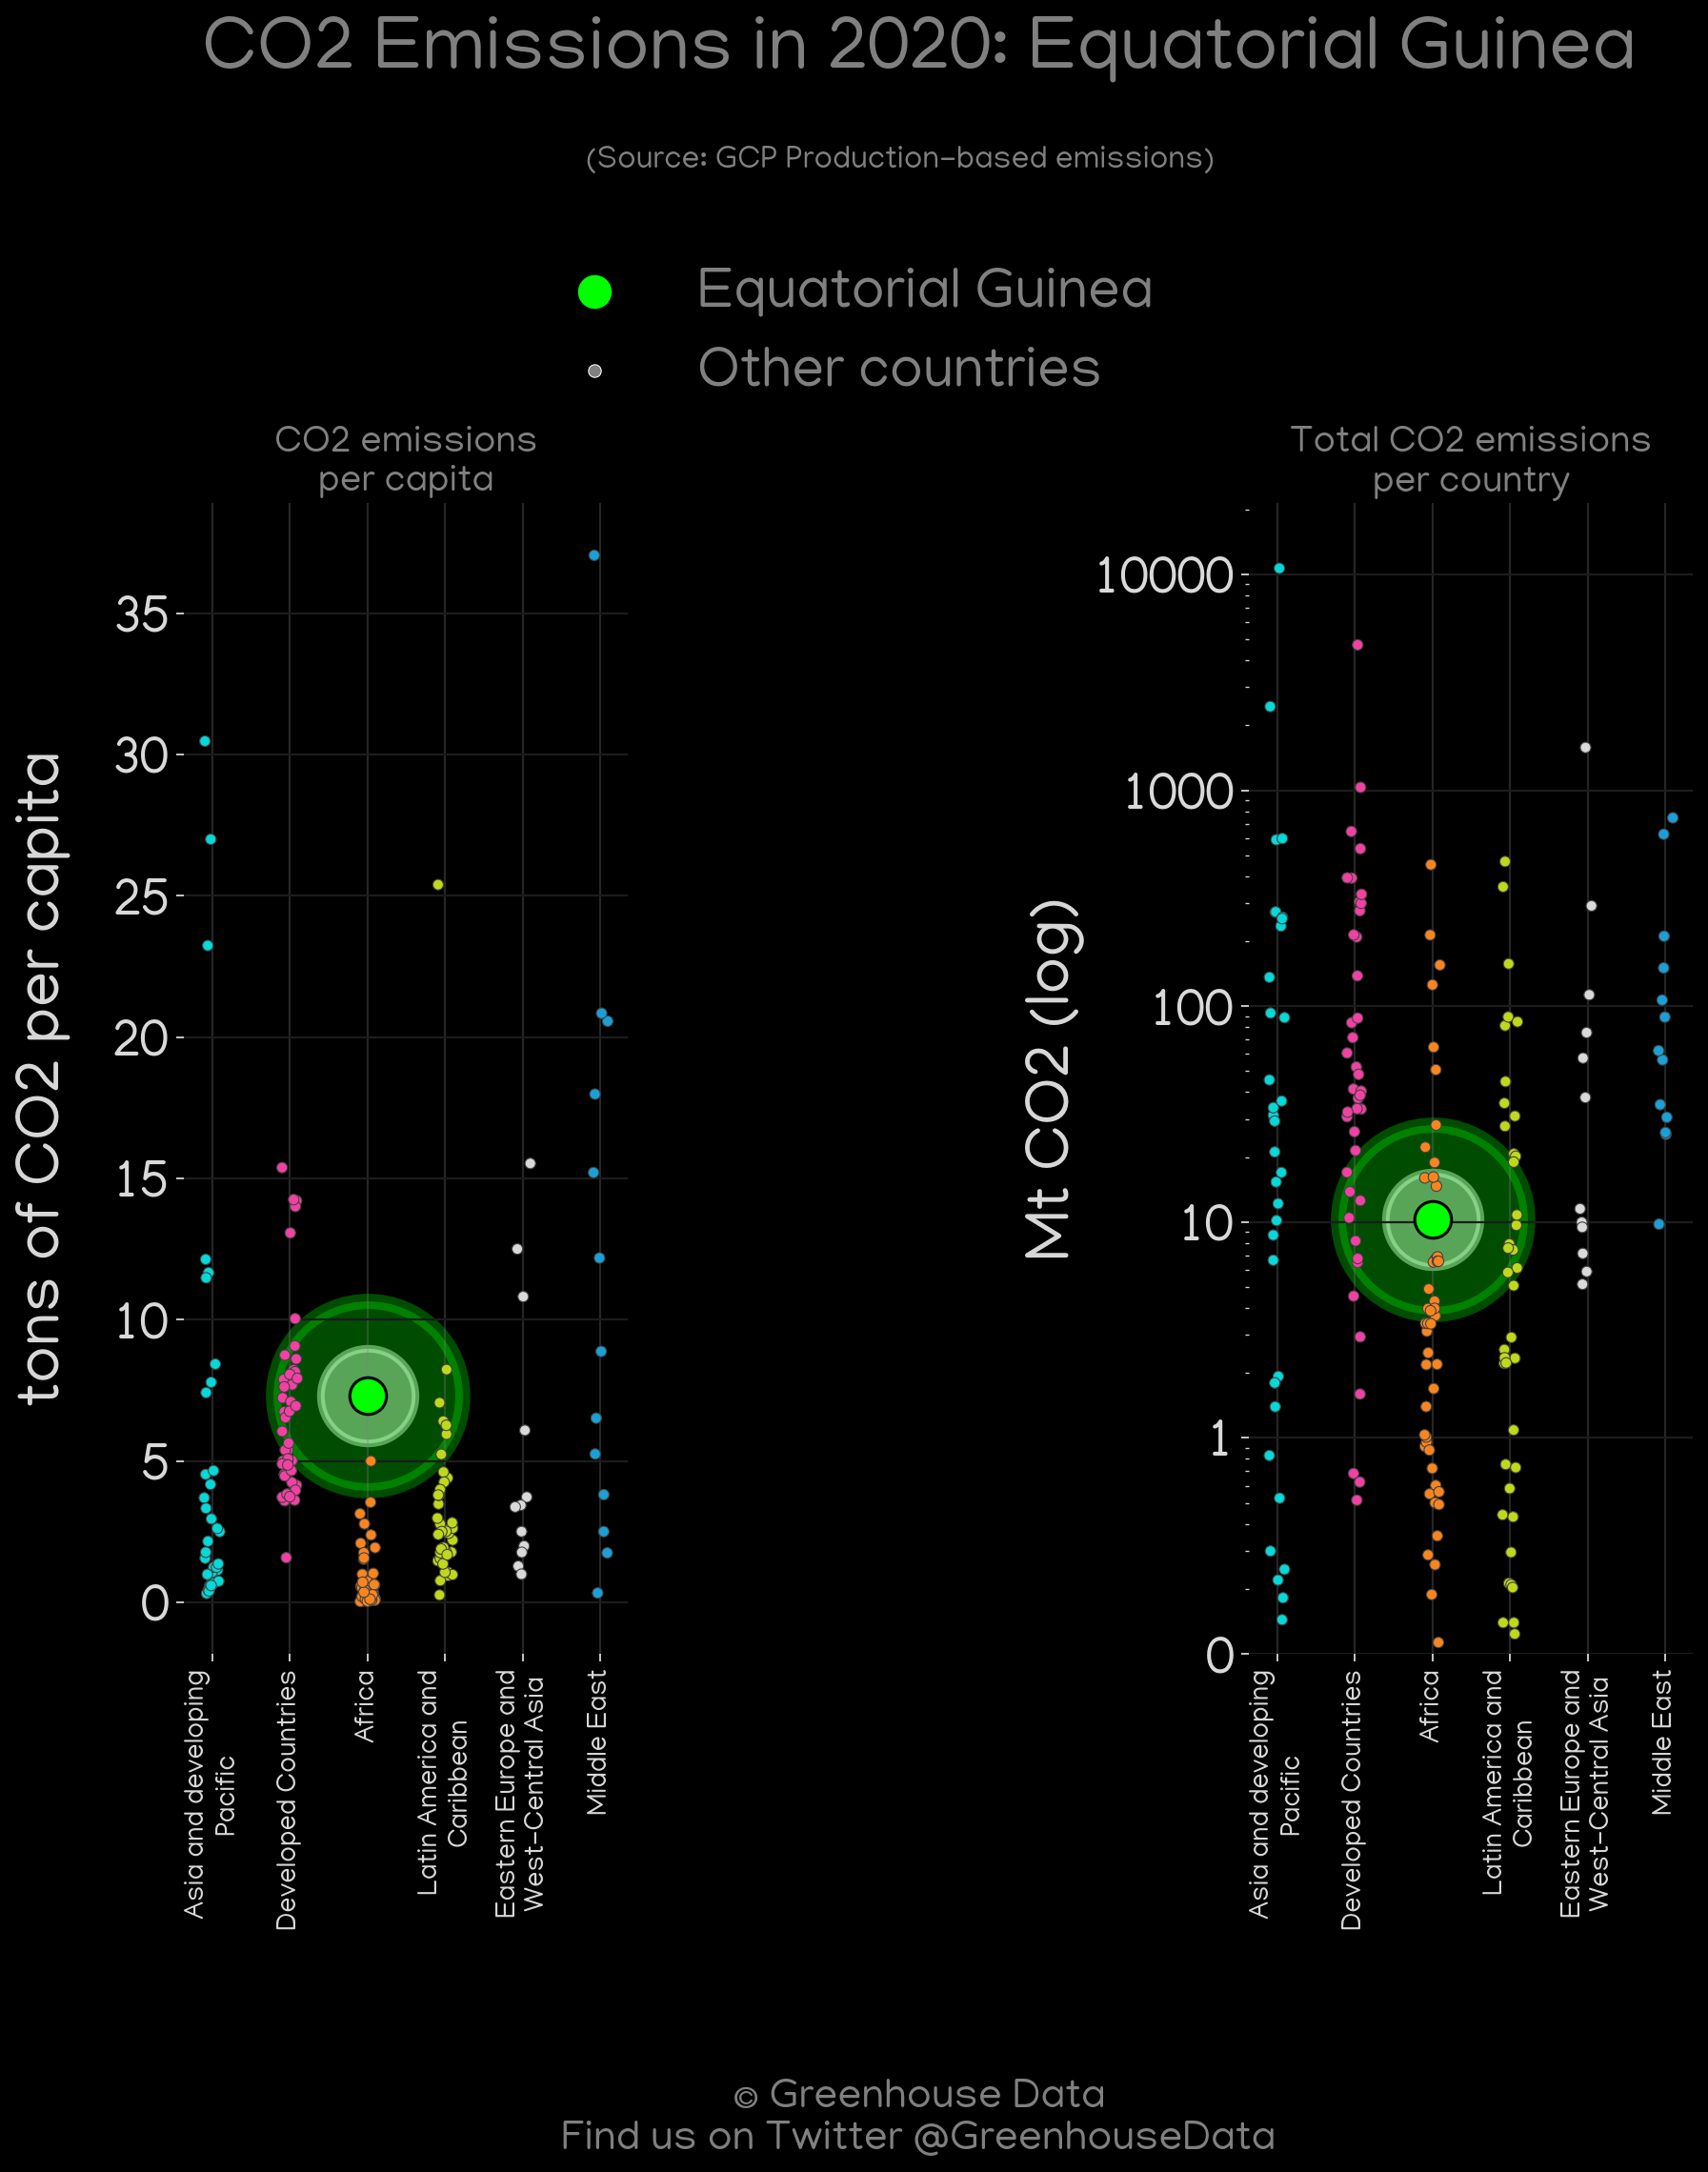 CO2 Emissions in 2020: Equatorial Guinea
(Source: GCP Production-based emissions)
Equatorial Guinea
Other countries
CO2 emissions
per capita
tons of CO2 per capita
35
30
25
20
15
10
5
0
Asia and developing
Pacific
Developed Countries
Africa
Latin America and
Caribbean
Eastern Europe and
West-Central Asia
Middle East
Total CO2 emissions
per country
Mt CO2 (log)
10000
1000
100
10
1
0
Asia and developing
Pacific
Developed Countries
Africa
Latin America and
Caribbean
Eastern Europe and
West-Central Asia
Middle East
© Greenhouse Data
Find us on Twitter @GreenhouseData